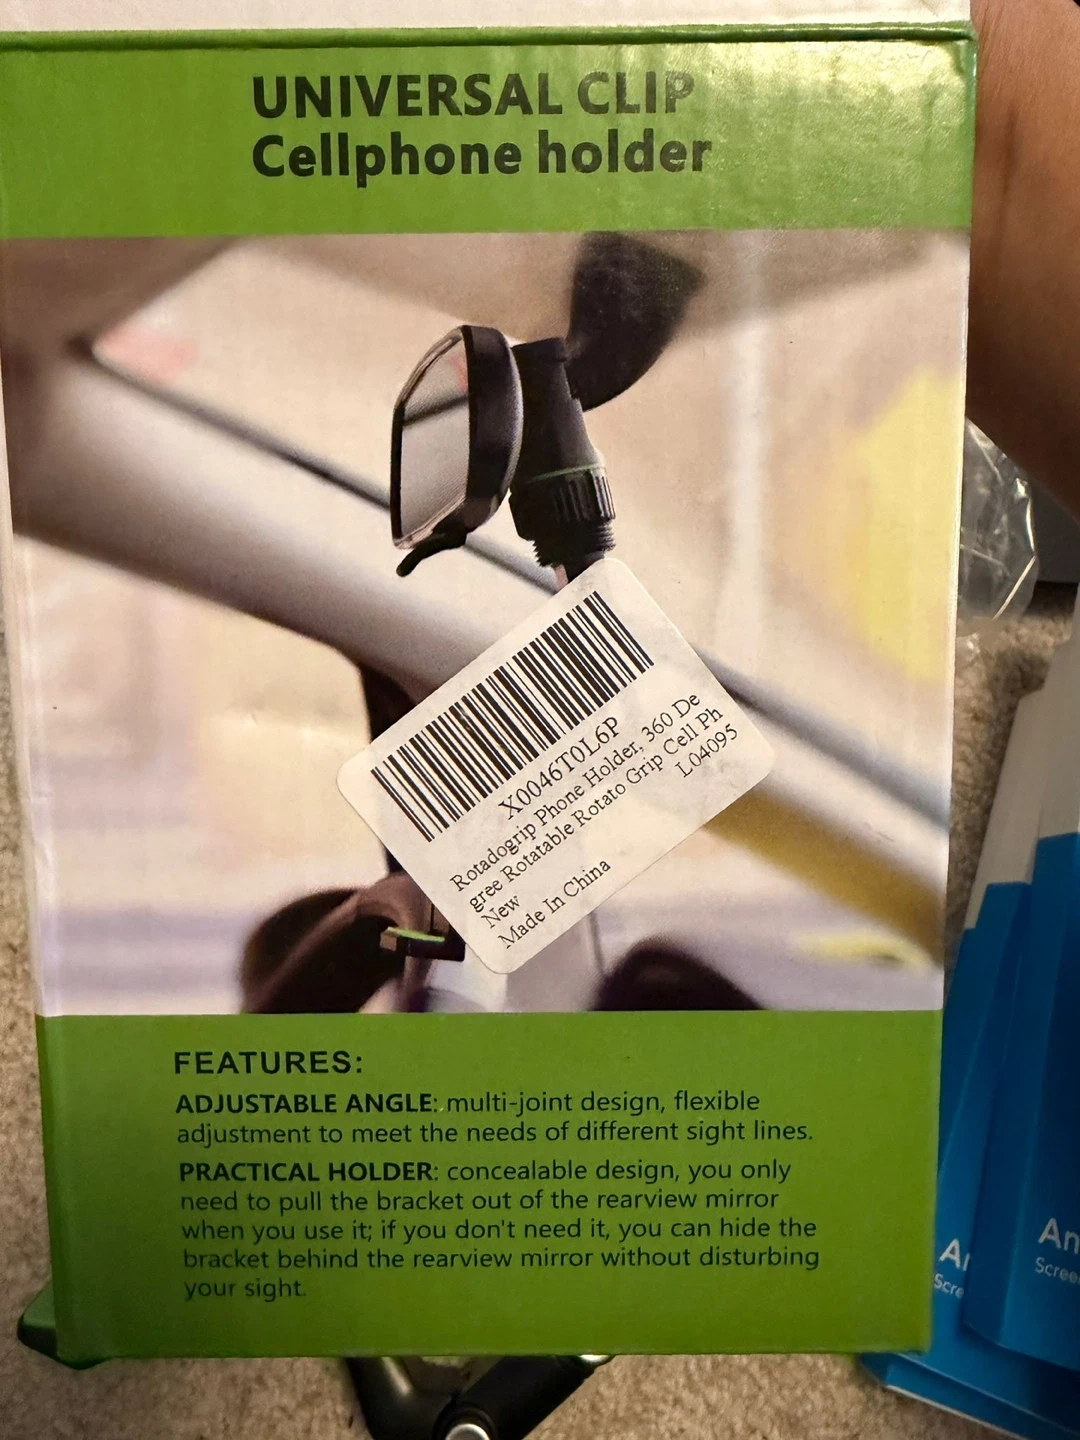 UNIVERSAL CLIP
Cellphone holder
X0046T0L6P
Rotadogrip Phone Holder, 360 De
gree Rotatable Rotato Grip Cell Ph
New
L04095
Made In China
FEATURES:
ADJUSTABLE ANGLE: multi-joint design, flexible
adjustment to meet the needs of different sight lines.
PRACTICAL HOLDER: concealable design, you only
need to pull the bracket out of the rearview mirror
when you use it; if you don't need it, you can hide the
bracket behind the rearview mirror without disturbing
your sight.